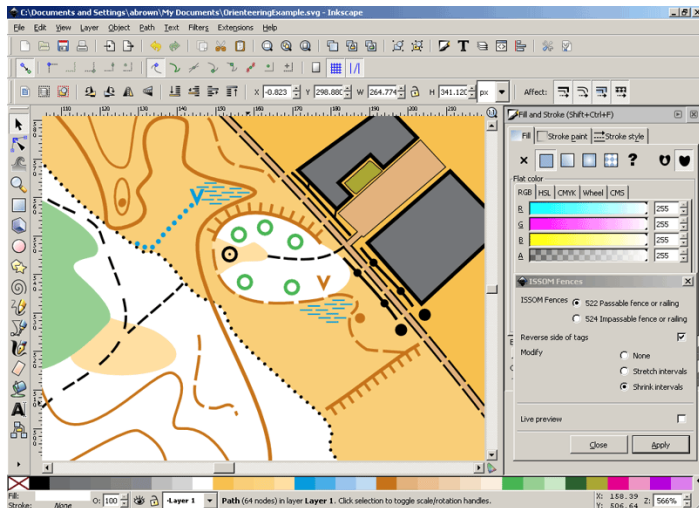 C:\Documents and Settings\abrown\My Documents\OrienteeringExample.svg - Inkscape
File Edit View Layer Object Path Text Filters Extensions Help
X -0.823 Y 298.880 W 264.774 H 341.120 px Affect:
Fill and Stroke (Shift+Ctrl+F)
Fill Stroke paint Stroke style
?
Flat color
RGB HSL CMYK Wheel CMS
R 255
G 255
B 255
A 255
ISSOM Fences
ISSOM Fences 522 Passable fence or railing
524 Impassable fence or railing
Reverse side of tags
Modify None
Stretch intervals
Shrink intervals
Live preview
Close Apply
Fill:
Stroke: None
O: 100
-Layer 1
Path (64 nodes) in layer Layer 1. Click selection to toggle scale/rotation handles.
X: 158.39
Y: 506.64
Z: 566%